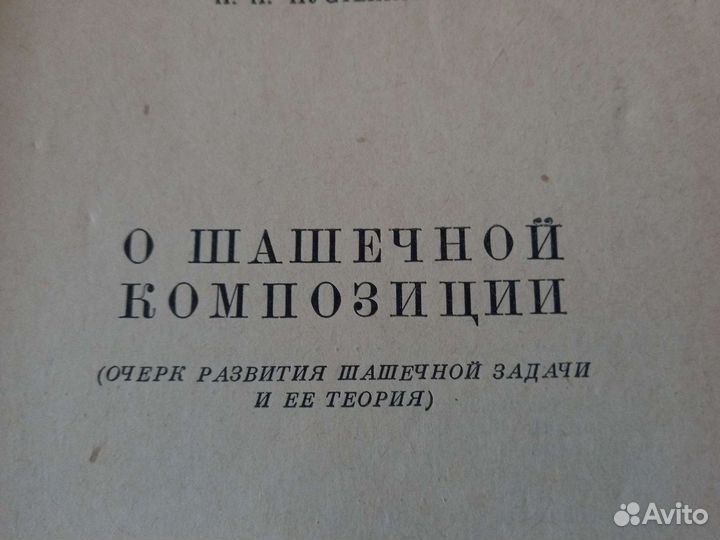 О ШАШЕЧНОЙ
КОМПОЗИЦИИ
(ОЧЕРК РАЗВИТИЯ ШАШЕЧНОЙ ЗАДАЧИ
И ЕЕ ТЕОРИЯ)
Avito